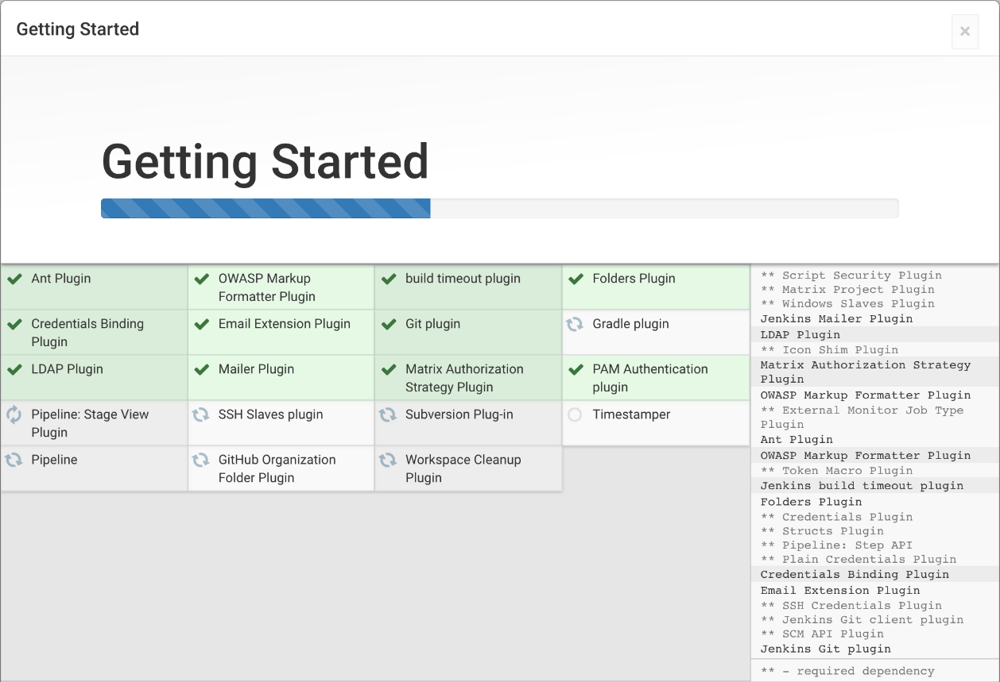 Getting Started
×
Getting Started
Ant Plugin
OWASP Markup
Formatter Plugin
build timeout plugin
Folders Plugin
Credentials Binding
Plugin
Email Extension Plugin
Git plugin
Gradle plugin
LDAP Plugin
Mailer Plugin
Matrix Authorization
Strategy Plugin
PAM Authentication
plugin
Pipeline: Stage View
Plugin
SSH Slaves plugin
Subversion Plug-in
Timestamper
Pipeline
GitHub Organization
Folder Plugin
Workspace Cleanup
Plugin
** Script Security Plugin
** Matrix Project Plugin
** Windows Slaves Plugin
Jenkins Mailer Plugin
LDAP Plugin
** Icon Shim Plugin
Matrix Authorization Strategy
Plugin
OWASP Markup Formatter Plugin
** External Monitor Job Type
Plugin
Ant Plugin
OWASP Markup Formatter Plugin
** Token Macro Plugin
Jenkins build timeout plugin
Folders Plugin
** Credentials Plugin
** Structs Plugin
** Pipeline: Step API
** Plain Credentials Plugin
Credentials Binding Plugin
Email Extension Plugin
** SSH Credentials Plugin
** Jenkins Git client plugin
** SCM API Plugin
Jenkins Git plugin
** - required dependency